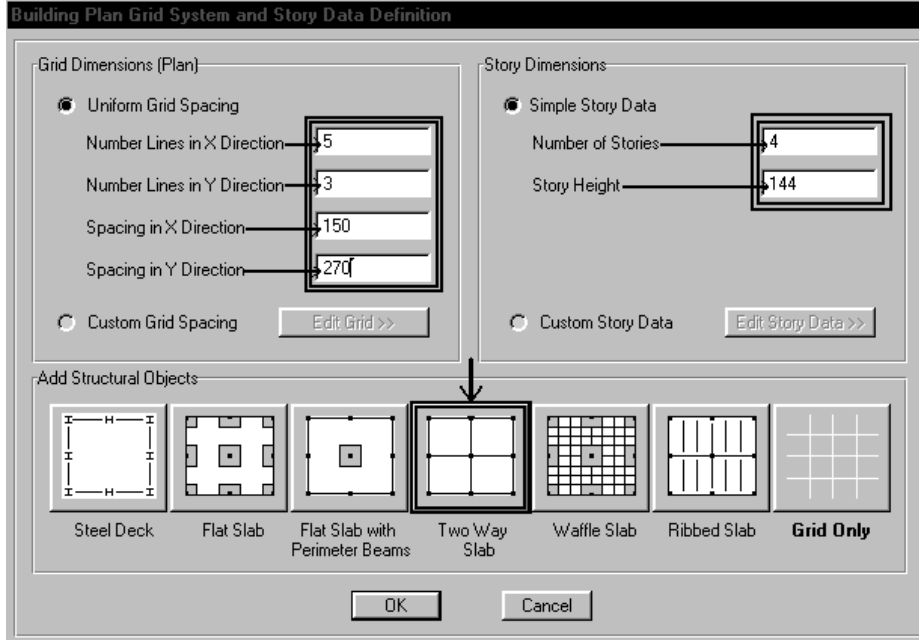 Building Plan Grid System and Story Data Definition
Grid Dimensions (Plan)
Uniform Grid Spacing
Number Lines in X Direction 5
Number Lines in Y Direction 3
Spacing in X Direction 150
Spacing in Y Direction 270
Custom Grid Spacing Edit Grid >>
Story Dimensions
Simple Story Data
Number of Stories 4
Story Height 144
Custom Story Data Edit Story Data >>
Add Structural Objects
Steel Deck
Flat Slab
Flat Slab with
Perimeter Beams
Two Way
Slab
Waffle Slab
Ribbed Slab
Grid Only
OK Cancel